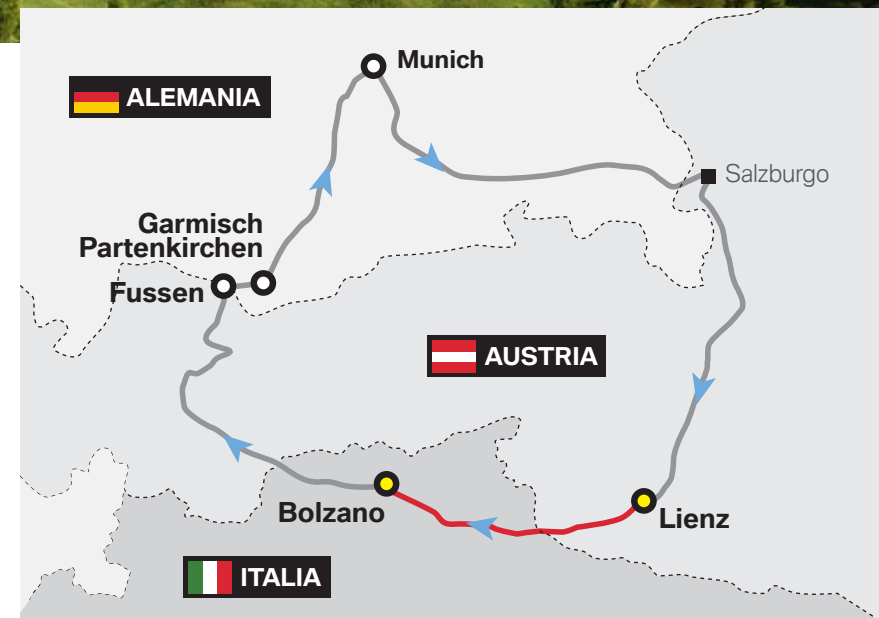 Munich
ALEMANIA
Salzburgo
Garmisch
Partenkirchen
Fussen
AUSTRIA
Bolzano
Lienz
ITALIA